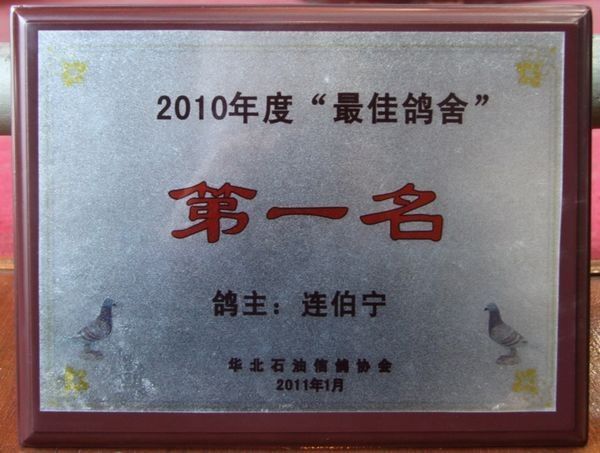 2010年度“最佳鸽舍”
第一名
鸽主：连伯宁
华北石油信鸽协会
2011年1月